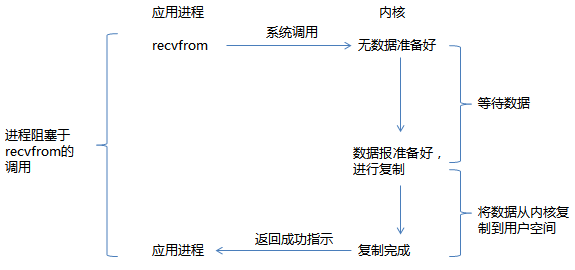 应用进程
内核
recvfrom
系统调用
无数据准备好
等待数据
进程阻塞于
recvfrom的
调用
数据报准备好，
进行复制
将数据从内核复
制到用户空间
应用进程
返回成功指示
复制完成